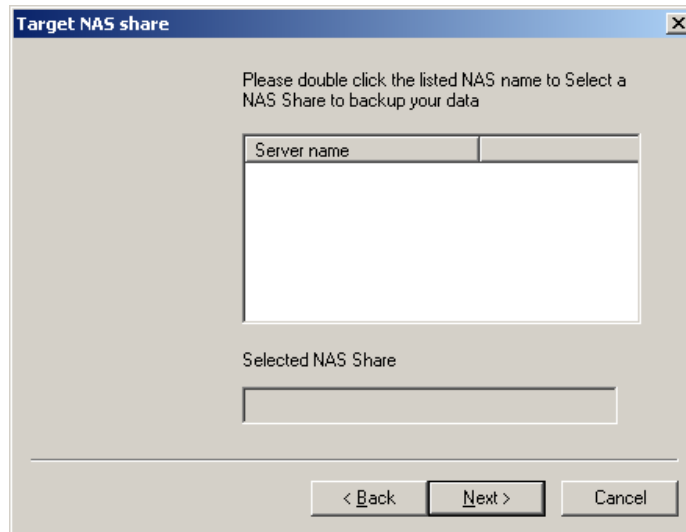 Target NAS share
Please double click the listed NAS name to Select a
NAS Share to backup your data
Server name
Selected NAS Share
< Back
Next >
Cancel